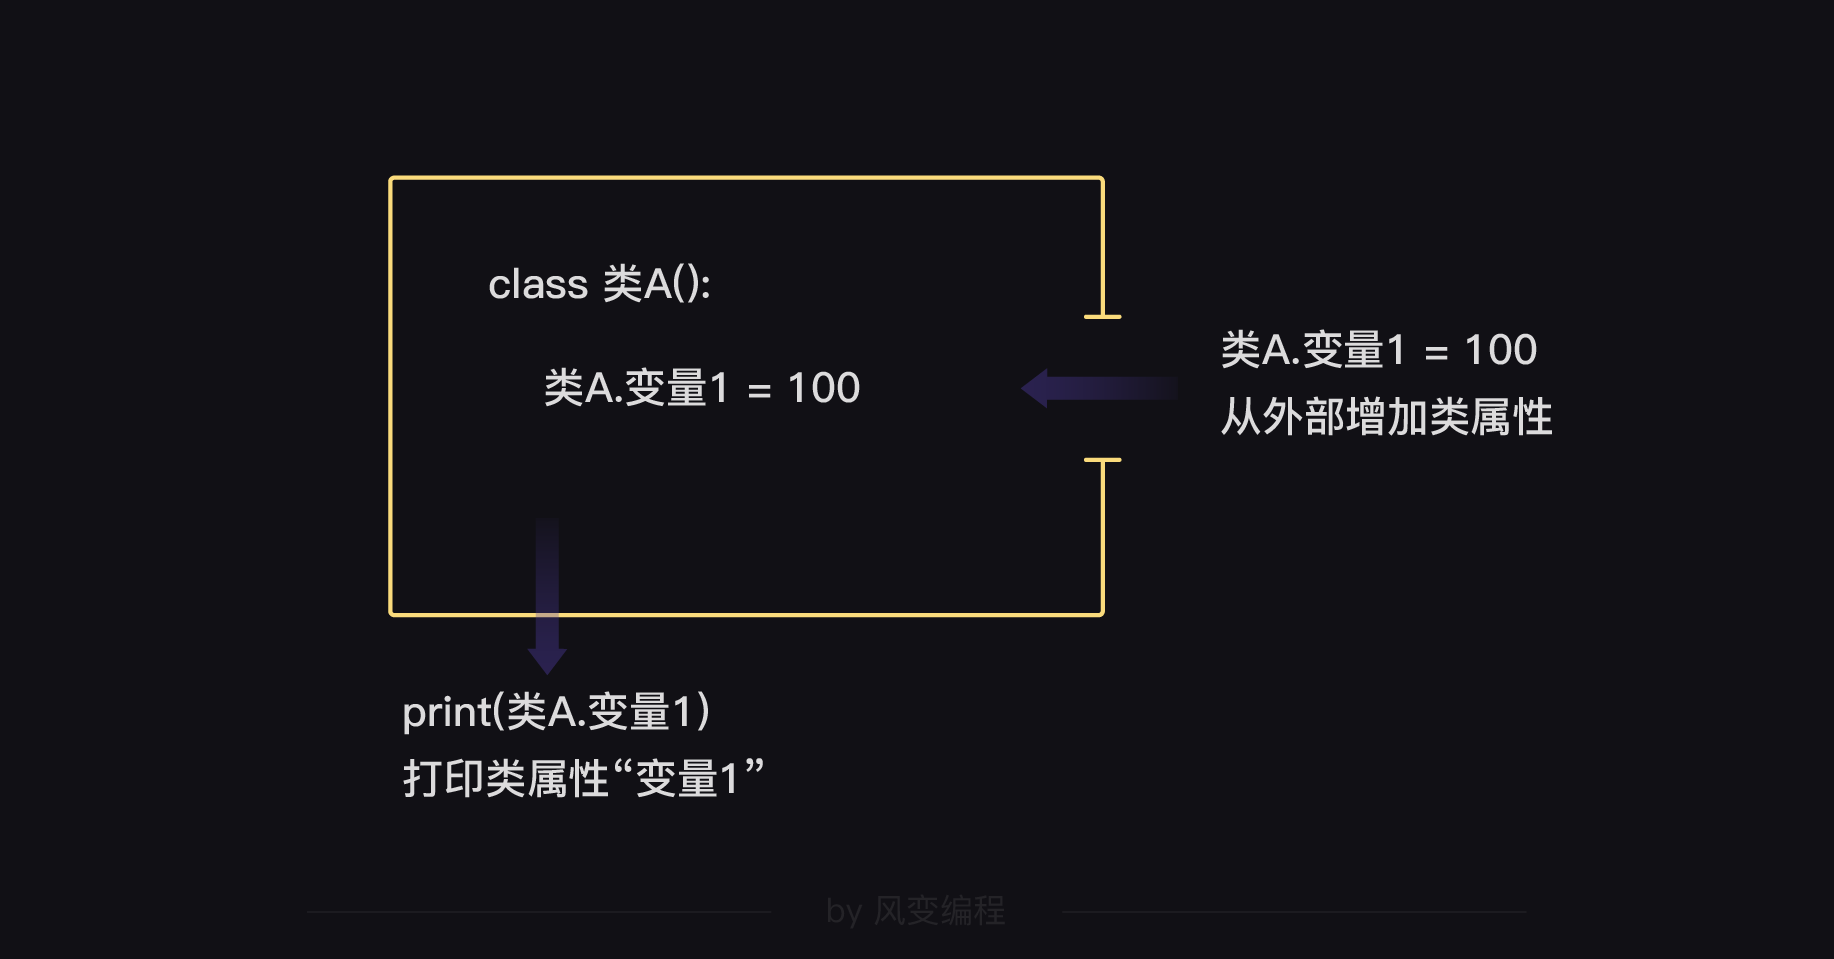 class 类A():
类A.变量1 = 100
类A.变量1 = 100
从外部增加类属性
print(类A.变量1)
打印类属性“变量1”
by 风变编程